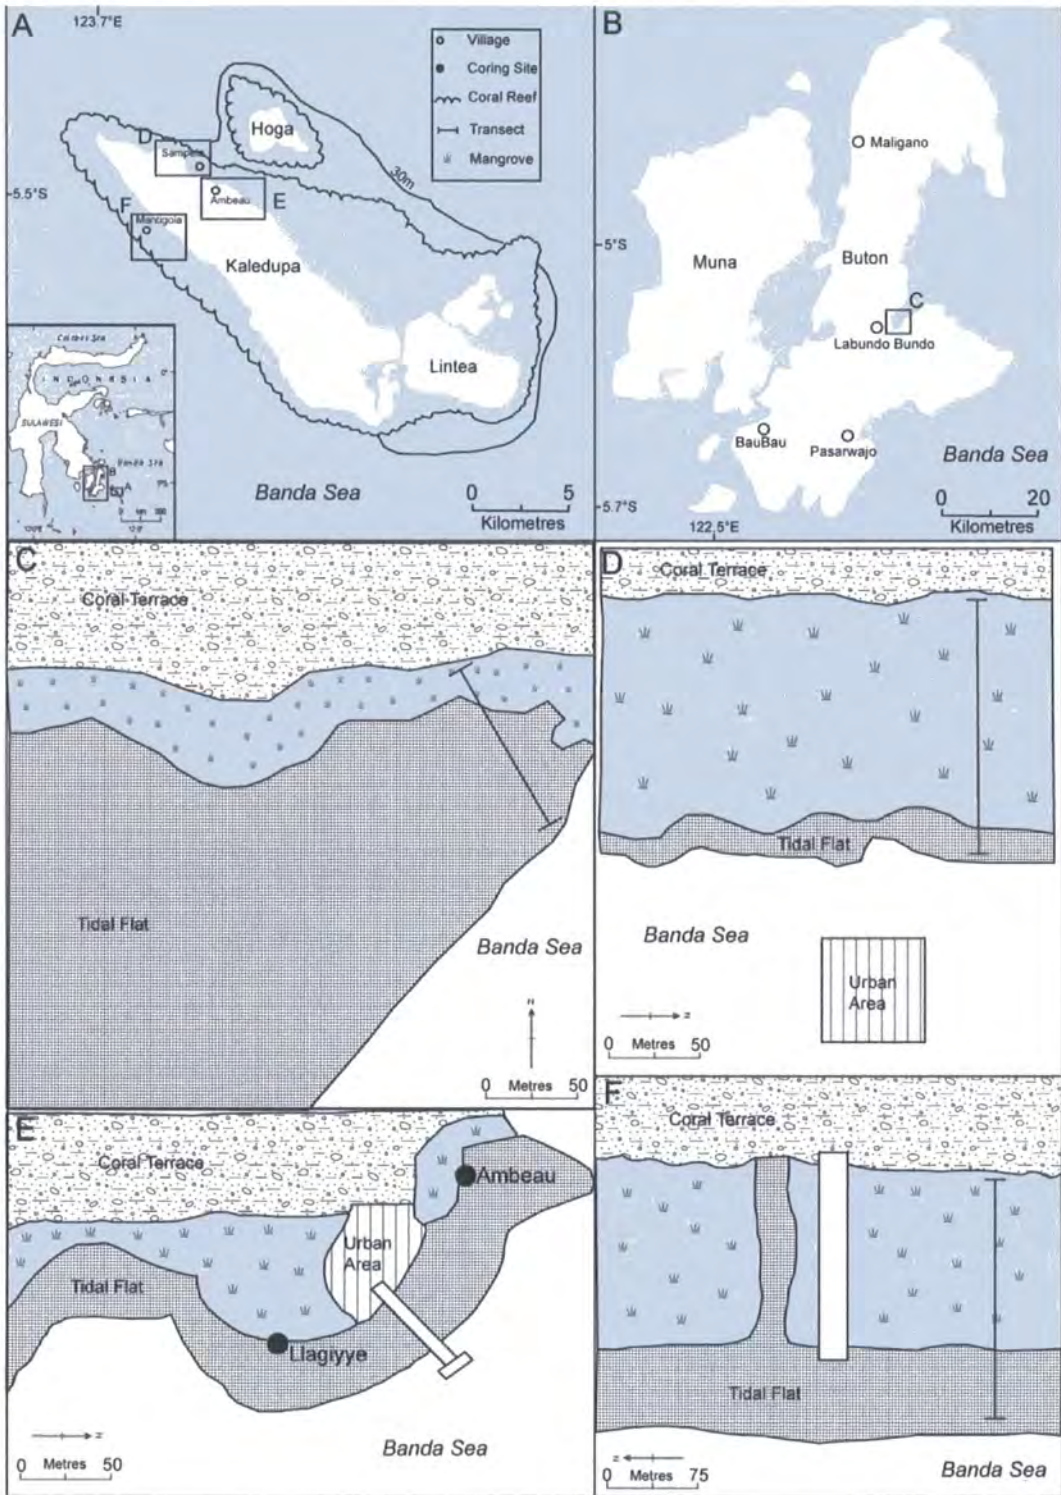 A
123.7°E
Banda Sea
Village
Coring Site
Coral Reef
Transect
Mangrove
Hoga
D
30m
5.5°S
Ambeau
E
F
Kaledupa
Lintea
SULAWESI
B
A
Banda Sea
0 5
Kilometres
B
Maligano
5°S
Muna
Buton
C
Labundo Bundo
BauBau
Pasarwajo
Banda Sea
5.7°S
122.5°E
0 20
Kilometres
C
Coral Terrace
Tidal Flat
Banda Sea
N
0 Metres 50
D
Coral Terrace
Tidal Flat
Banda Sea
Urban
Area
N
0 Metres 50
E
Coral Terrace
Ambeau
Urban
Area
Tidal Flat
Llagiyye
N
0 Metres 50
Banda Sea
F
Coral Terrace
Tidal Flat
N
0 Metres 75
Banda Sea